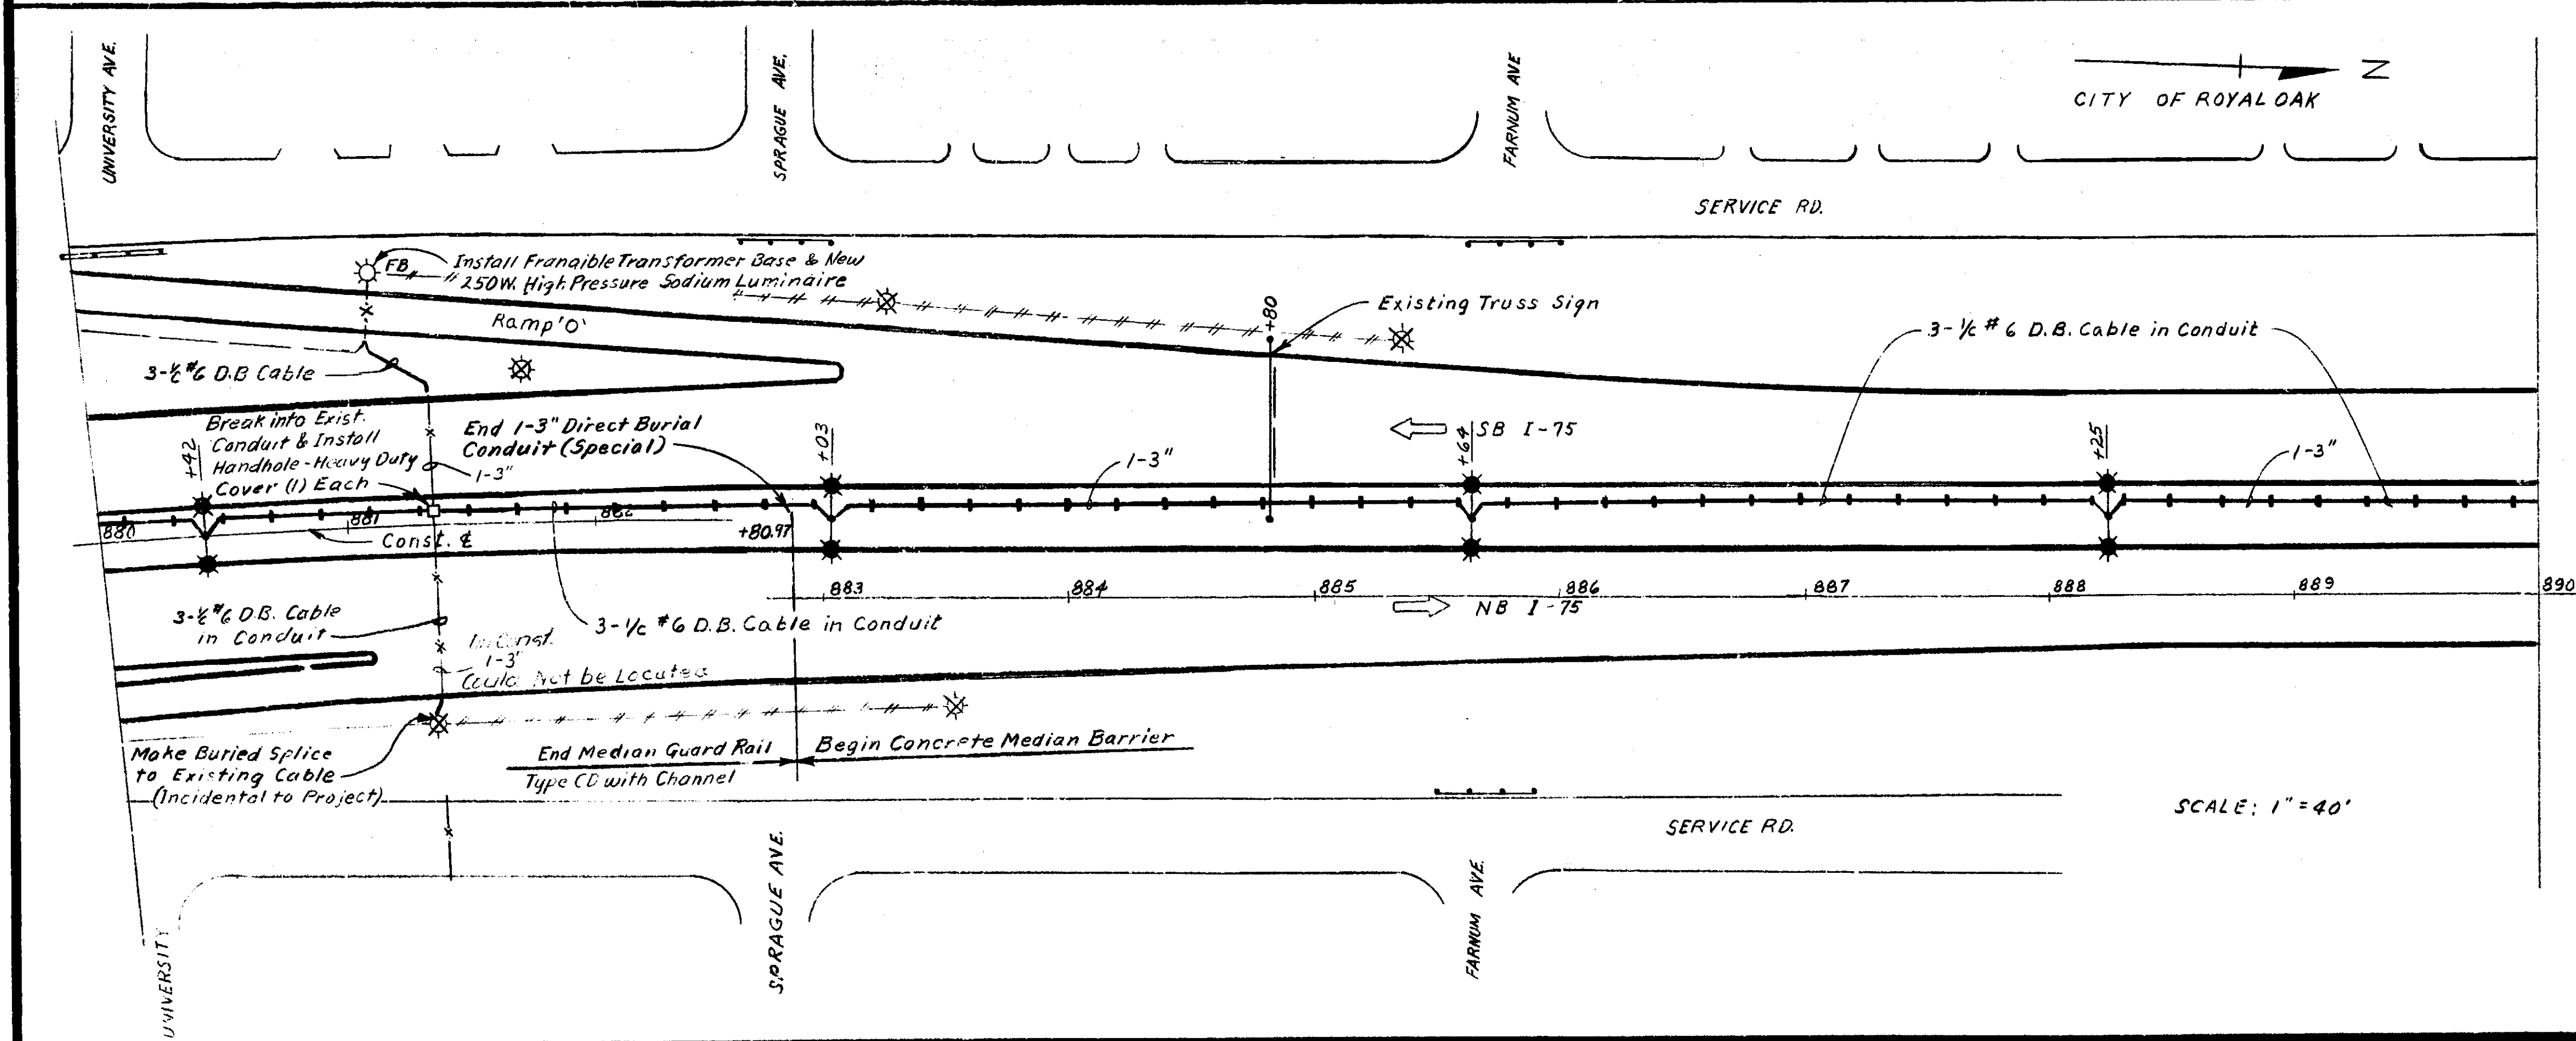 UNIVERSITY AVE.
SPRAGUE AVE.
FARNUM AVE
N
CITY OF ROYAL OAK
SERVICE RD.
FB
Install Frangible Transformer Base & New
250W. High Pressure Sodium Luminaire
Ramp 'O'
+80
Existing Truss Sign
3-1/c #6 D.B. Cable in Conduit
3-1/c #6 D.B Cable
Break into Exist.
Conduit & Install
Handhole-Heavy Duty
Cover (1) Each
+42
1-3"
End 1-3" Direct Burial
Conduit (Special)
+03
1-3"
+64
SB I-75
+25
1-3"
880
881
882
Const. ℄
+80.97
883
884
885
886
887
888
889
890
NB I-75
3-1/c #6 D.B. Cable
in Conduit
3-1/c #6 D.B. Cable in Conduit
Const.
1-3"
Could Not be Located
Make Buried Splice
to Existing Cable
(Incidental to Project)
End Median Guard Rail
Type CD with Channel
Begin Concrete Median Barrier
SCALE: 1"=40'
SERVICE RD.
UNIVERSITY
SPRAGUE AVE.
FARNUM AVE.